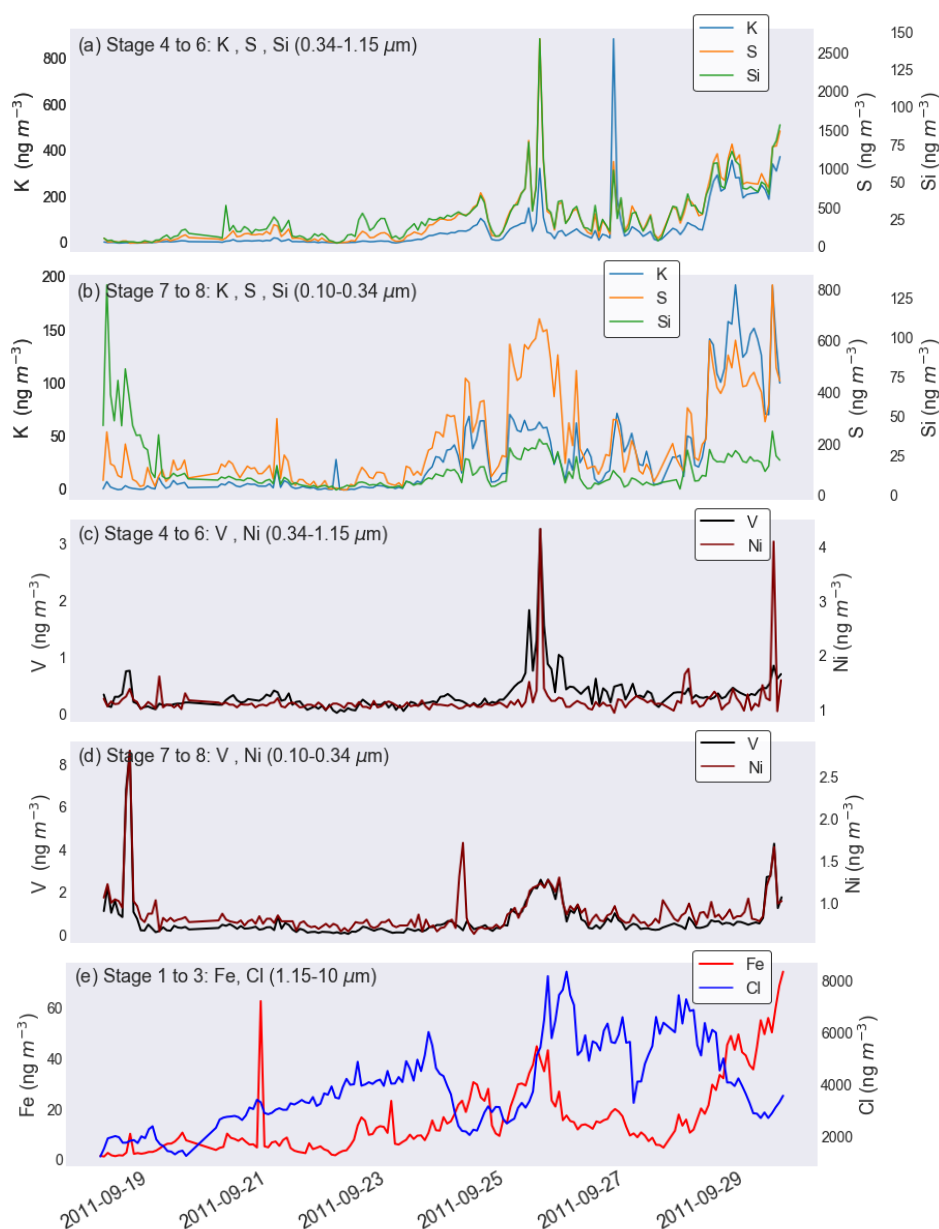 (a) Stage 4 to 6: K , S , Si (0.34-1.15 μm)
K
S
Si
800
600
400
200
0
K (ng m⁻³)
2500
2000
1500
1000
500
0
S (ng m⁻³)
150
125
100
75
50
25
Si (ng m⁻³)
(b) Stage 7 to 8: K , S , Si (0.10-0.34 μm)
K
S
Si
200
150
100
50
0
K (ng m⁻³)
800
600
400
200
0
S (ng m⁻³)
125
100
75
50
25
0
Si (ng m⁻³)
(c) Stage 4 to 6: V , Ni (0.34-1.15 μm)
V
Ni
3
2
1
0
V (ng m⁻³)
4
3
2
1
Ni (ng m⁻³)
(d) Stage 7 to 8: V , Ni (0.10-0.34 μm)
V
Ni
8
6
4
2
0
V (ng m⁻³)
2.5
2.0
1.5
1.0
Ni (ng m⁻³)
(e) Stage 1 to 3: Fe, Cl (1.15-10 μm)
Fe
Cl
60
40
20
0
Fe (ng m⁻³)
8000
6000
4000
2000
Cl (ng m⁻³)
2011-09-19
2011-09-21
2011-09-23
2011-09-25
2011-09-27
2011-09-29